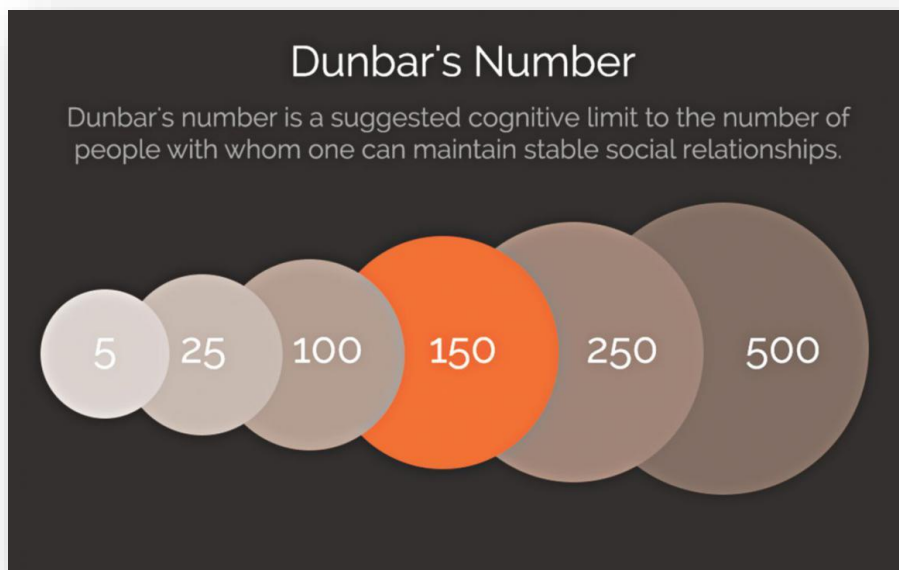 Dunbar's Number
Dunbar's number is a suggested cognitive limit to the number of
people with whom one can maintain stable social relationships.
5 25 100 150 250 500